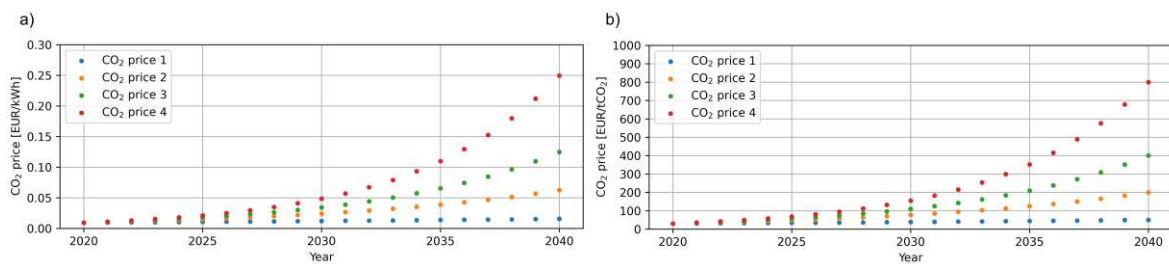 a)
0.30
0.25
0.20
0.15
0.10
0.05
0.00
CO₂ price [EUR/kWh]
CO₂ price 1
CO₂ price 2
CO₂ price 3
CO₂ price 4
2020 2025 2030 2035 2040
Year
b)
1000
900
800
700
600
500
400
300
200
100
0
CO₂ price [EUR/tCO₂]
CO₂ price 1
CO₂ price 2
CO₂ price 3
CO₂ price 4
2020 2025 2030 2035 2040
Year